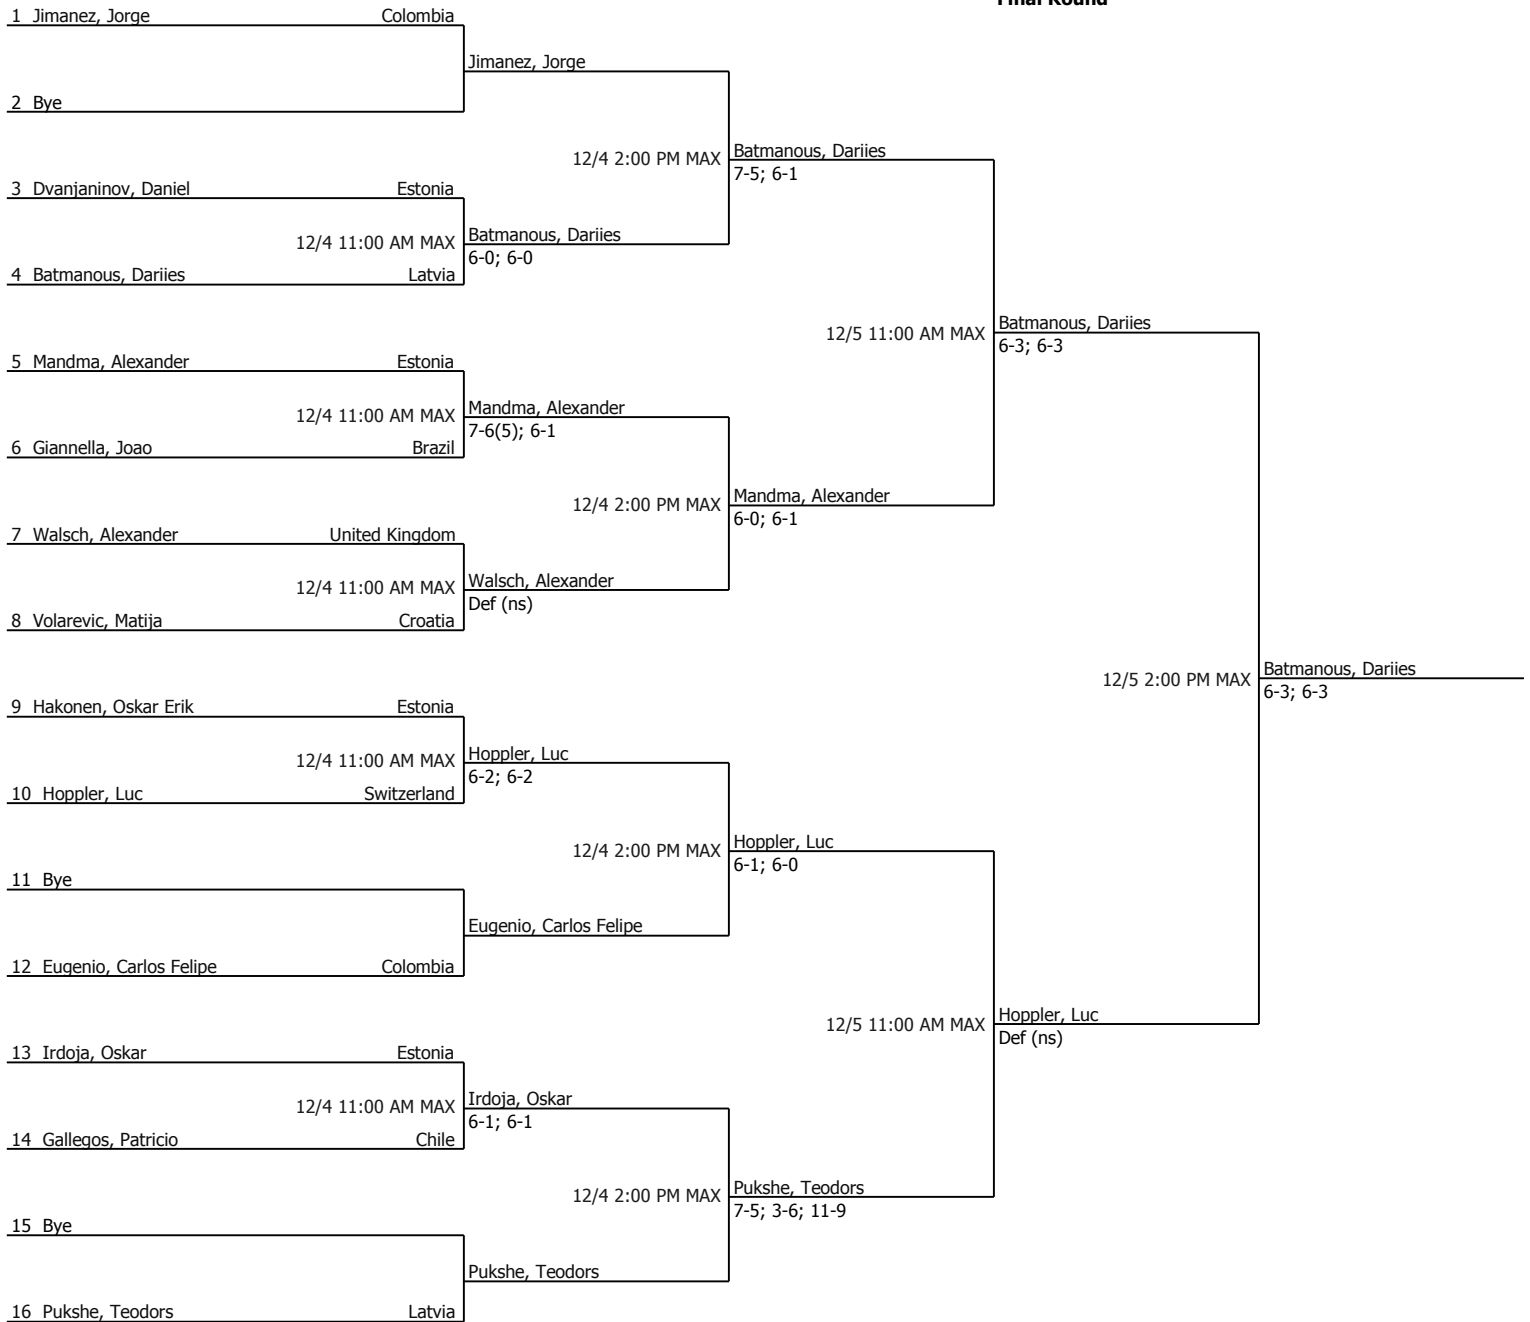 Final Round
1 Jimanez, Jorge Colombia
Jimanez, Jorge
2 Bye
12/4 2:00 PM MAX Batmanous, Dariies
7-5; 6-1
3 Dvanjaninov, Daniel Estonia
12/4 11:00 AM MAX Batmanous, Dariies
6-0; 6-0
4 Batmanous, Dariies Latvia
12/5 11:00 AM MAX Batmanous, Dariies
6-3; 6-3
5 Mandma, Alexander Estonia
12/4 11:00 AM MAX Mandma, Alexander
7-6(5); 6-1
6 Giannella, Joao Brazil
12/4 2:00 PM MAX Mandma, Alexander
6-0; 6-1
7 Walsch, Alexander United Kingdom
12/4 11:00 AM MAX Walsch, Alexander
Def (ns)
8 Volarevic, Matija Croatia
12/5 2:00 PM MAX Batmanous, Dariies
6-3; 6-3
9 Hakonen, Oskar Erik Estonia
12/4 11:00 AM MAX Hoppler, Luc
6-2; 6-2
10 Hoppler, Luc Switzerland
12/4 2:00 PM MAX Hoppler, Luc
6-1; 6-0
11 Bye
Eugenio, Carlos Felipe
12 Eugenio, Carlos Felipe Colombia
12/5 11:00 AM MAX Hoppler, Luc
Def (ns)
13 Irdoja, Oskar Estonia
12/4 11:00 AM MAX Irdoja, Oskar
6-1; 6-1
14 Gallegos, Patricio Chile
12/4 2:00 PM MAX Pukshe, Teodors
7-5; 3-6; 11-9
15 Bye
Pukshe, Teodors
16 Pukshe, Teodors Latvia